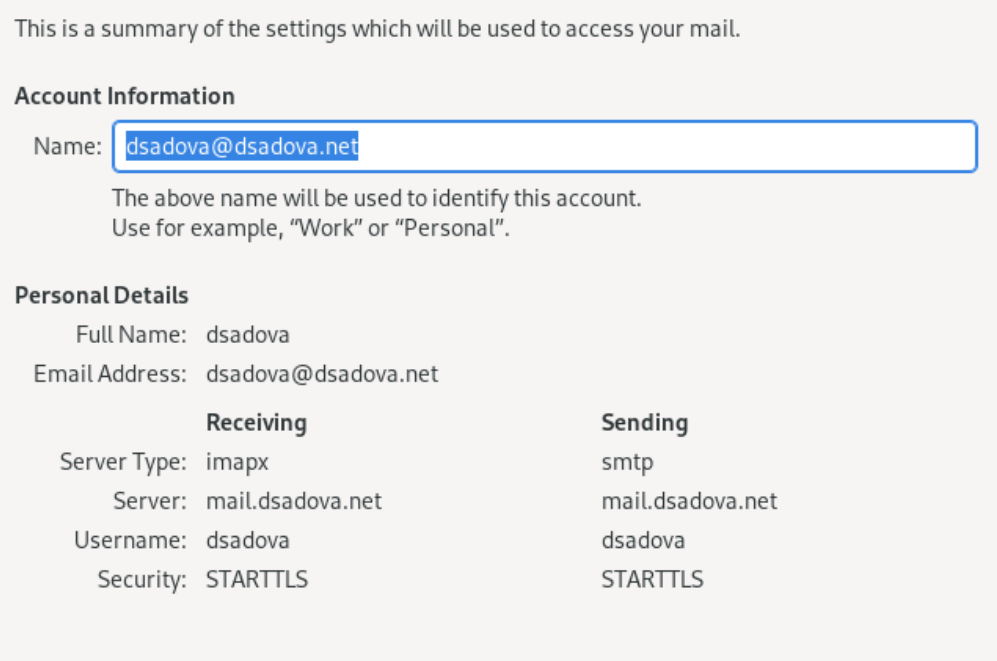 This is a summary of the settings which will be used to access your mail.
Account Information
Name: dsadova@dsadova.net
The above name will be used to identify this account.
Use for example, “Work” or “Personal”.
Personal Details
Full Name: dsadova
Email Address: dsadova@dsadova.net
Receiving Sending
Server Type: imapx smtp
Server: mail.dsadova.net mail.dsadova.net
Username: dsadova dsadova
Security: STARTTLS STARTTLS